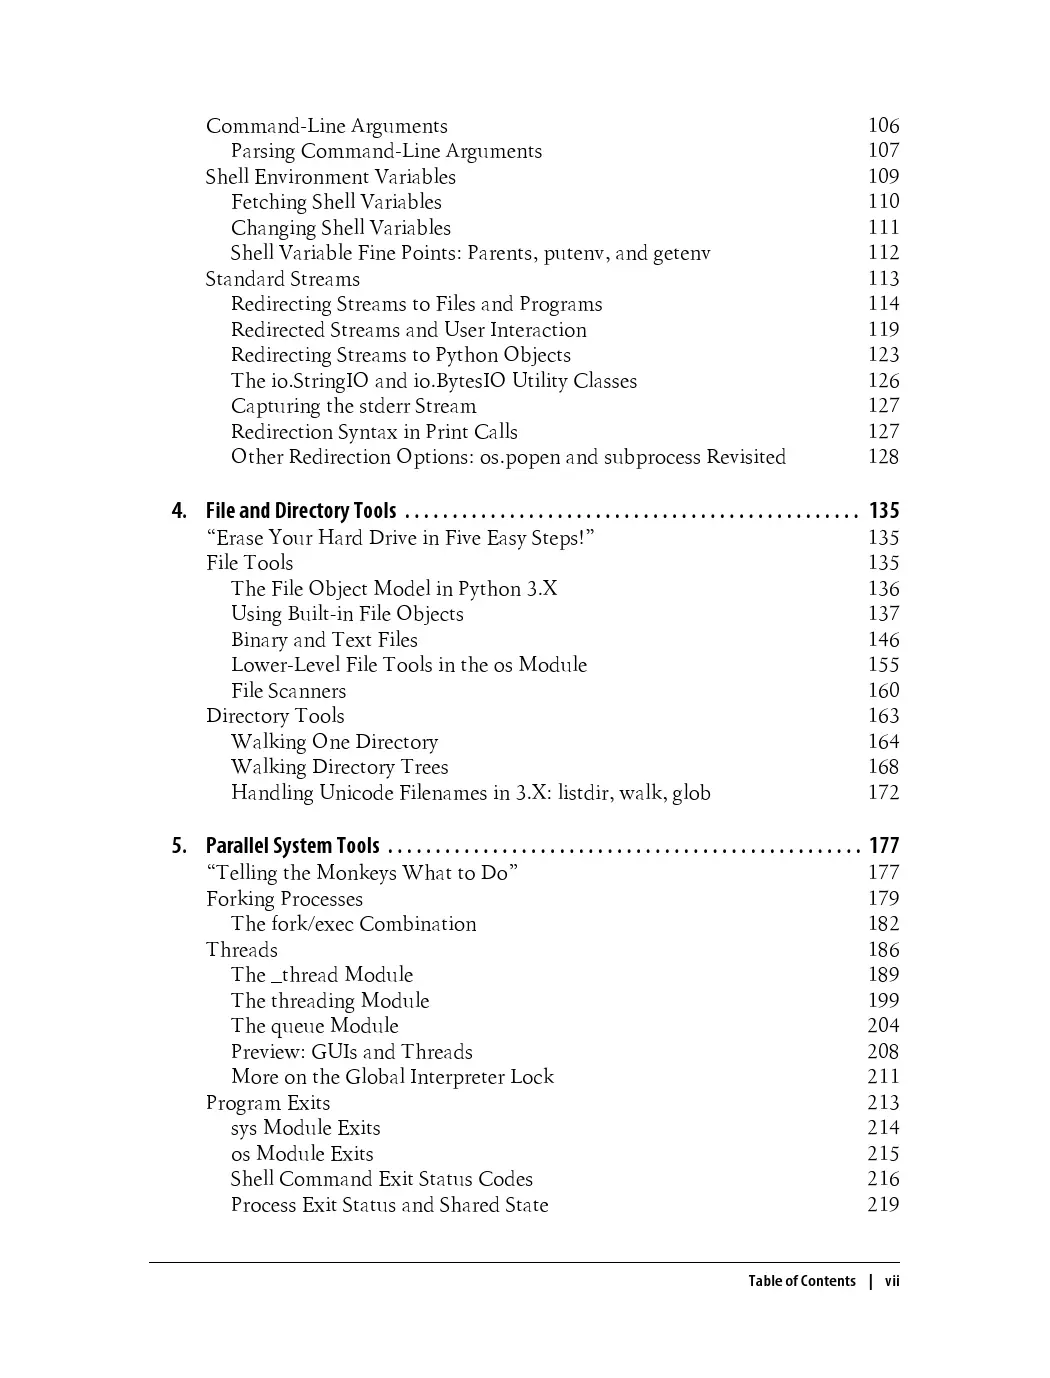 Command-Line Arguments 106
Parsing Command-Line Arguments 107
Shell Environment Variables 109
Fetching Shell Variables 110
Changing Shell Variables 111
Shell Variable Fine Points: Parents, putenv, and getenv 112
Standard Streams 113
Redirecting Streams to Files and Programs 114
Redirected Streams and User Interaction 119
Redirecting Streams to Python Objects 123
The io.StringIO and io.BytesIO Utility Classes 126
Capturing the stderr Stream 127
Redirection Syntax in Print Calls 127
Other Redirection Options: os.popen and subprocess Revisited 128
4. File and Directory Tools . . . . . . . . . . . . . . . . . . . . . . . . . . . . . . . . . . . . . . . . . . . . . . . . 135
“Erase Your Hard Drive in Five Easy Steps!” 135
File Tools 135
The File Object Model in Python 3.X 136
Using Built-in File Objects 137
Binary and Text Files 146
Lower-Level File Tools in the os Module 155
File Scanners 160
Directory Tools 163
Walking One Directory 164
Walking Directory Trees 168
Handling Unicode Filenames in 3.X: listdir, walk, glob 172
5. Parallel System Tools . . . . . . . . . . . . . . . . . . . . . . . . . . . . . . . . . . . . . . . . . . . . . . . . . . 177
“Telling the Monkeys What to Do” 177
Forking Processes 179
The fork/exec Combination 182
Threads 186
The _thread Module 189
The threading Module 199
The queue Module 204
Preview: GUIs and Threads 208
More on the Global Interpreter Lock 211
Program Exits 213
sys Module Exits 214
os Module Exits 215
Shell Command Exit Status Codes 216
Process Exit Status and Shared State 219
Table of Contents | vii